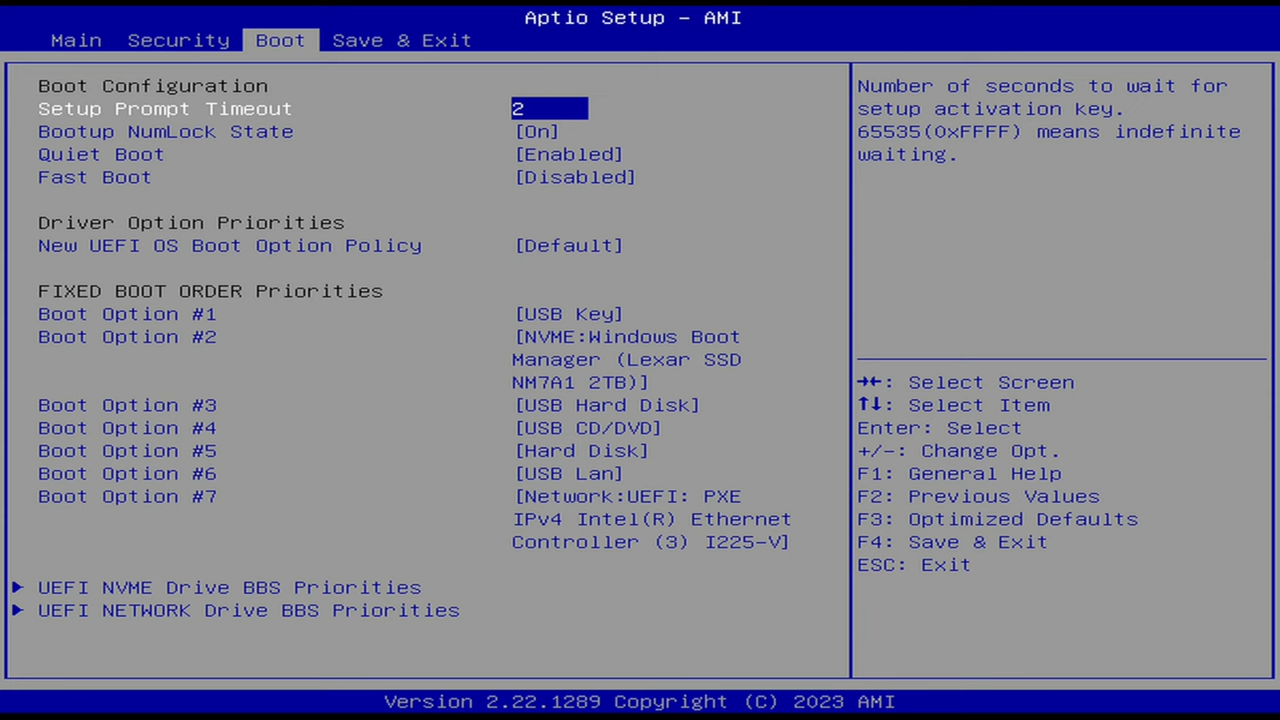 Aptio Setup – AMI
Main Security Boot Save & Exit
Boot Configuration
Setup Prompt Timeout 2
Bootup NumLock State [On]
Quiet Boot [Enabled]
Fast Boot [Disabled]
Driver Option Priorities
New UEFI OS Boot Option Policy [Default]
FIXED BOOT ORDER Priorities
Boot Option #1 [USB Key]
Boot Option #2 [NVME:Windows Boot
Manager (Lexar SSD
NM7A1 2TB)]
Boot Option #3 [USB Hard Disk]
Boot Option #4 [USB CD/DVD]
Boot Option #5 [Hard Disk]
Boot Option #6 [USB Lan]
Boot Option #7 [Network:UEFI: PXE
IPv4 Intel(R) Ethernet
Controller (3) I225-V]
UEFI NVME Drive BBS Priorities
UEFI NETWORK Drive BBS Priorities
Number of seconds to wait for
setup activation key.
65535(0xFFFF) means indefinite
waiting.
→←: Select Screen
↑↓: Select Item
Enter: Select
+/-: Change Opt.
F1: General Help
F2: Previous Values
F3: Optimized Defaults
F4: Save & Exit
ESC: Exit
Version 2.22.1289 Copyright (C) 2023 AMI